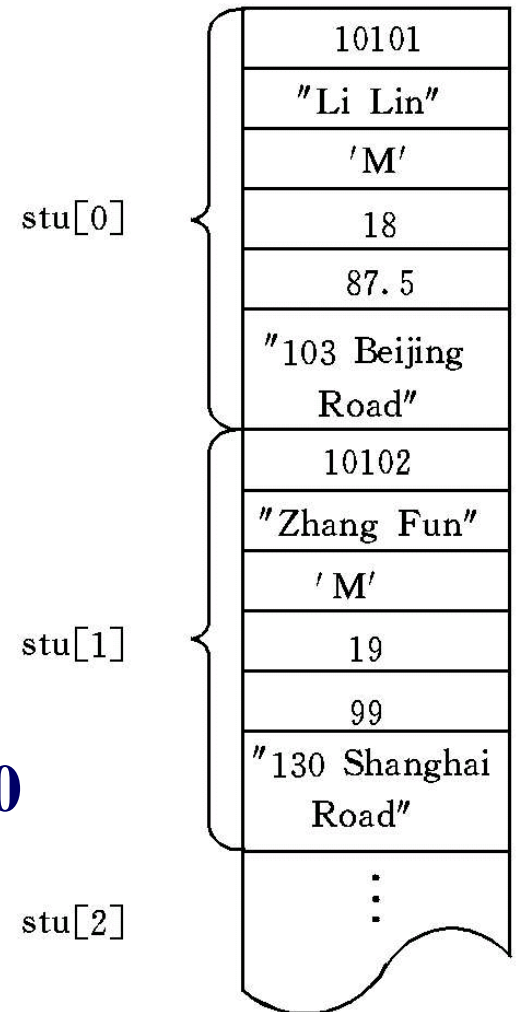 stu[0]
10101
"Li Lin"
'M'
18
87.5
"103 Beijing
Road"
stu[1]
10102
"Zhang Fun"
'M'
19
99
"130 Shanghai
Road"
0
stu[2]
⋮